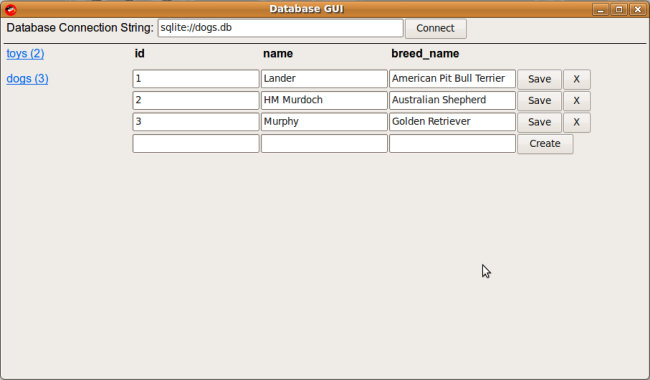 Database GUI
Database Connection String: sqlite://dogs.db Connect
toys (2) id name breed_name
dogs (3) 1 Lander American Pit Bull Terrier Save X
2 HM Murdoch Australian Shepherd Save X
3 Murphy Golden Retriever Save X
Create